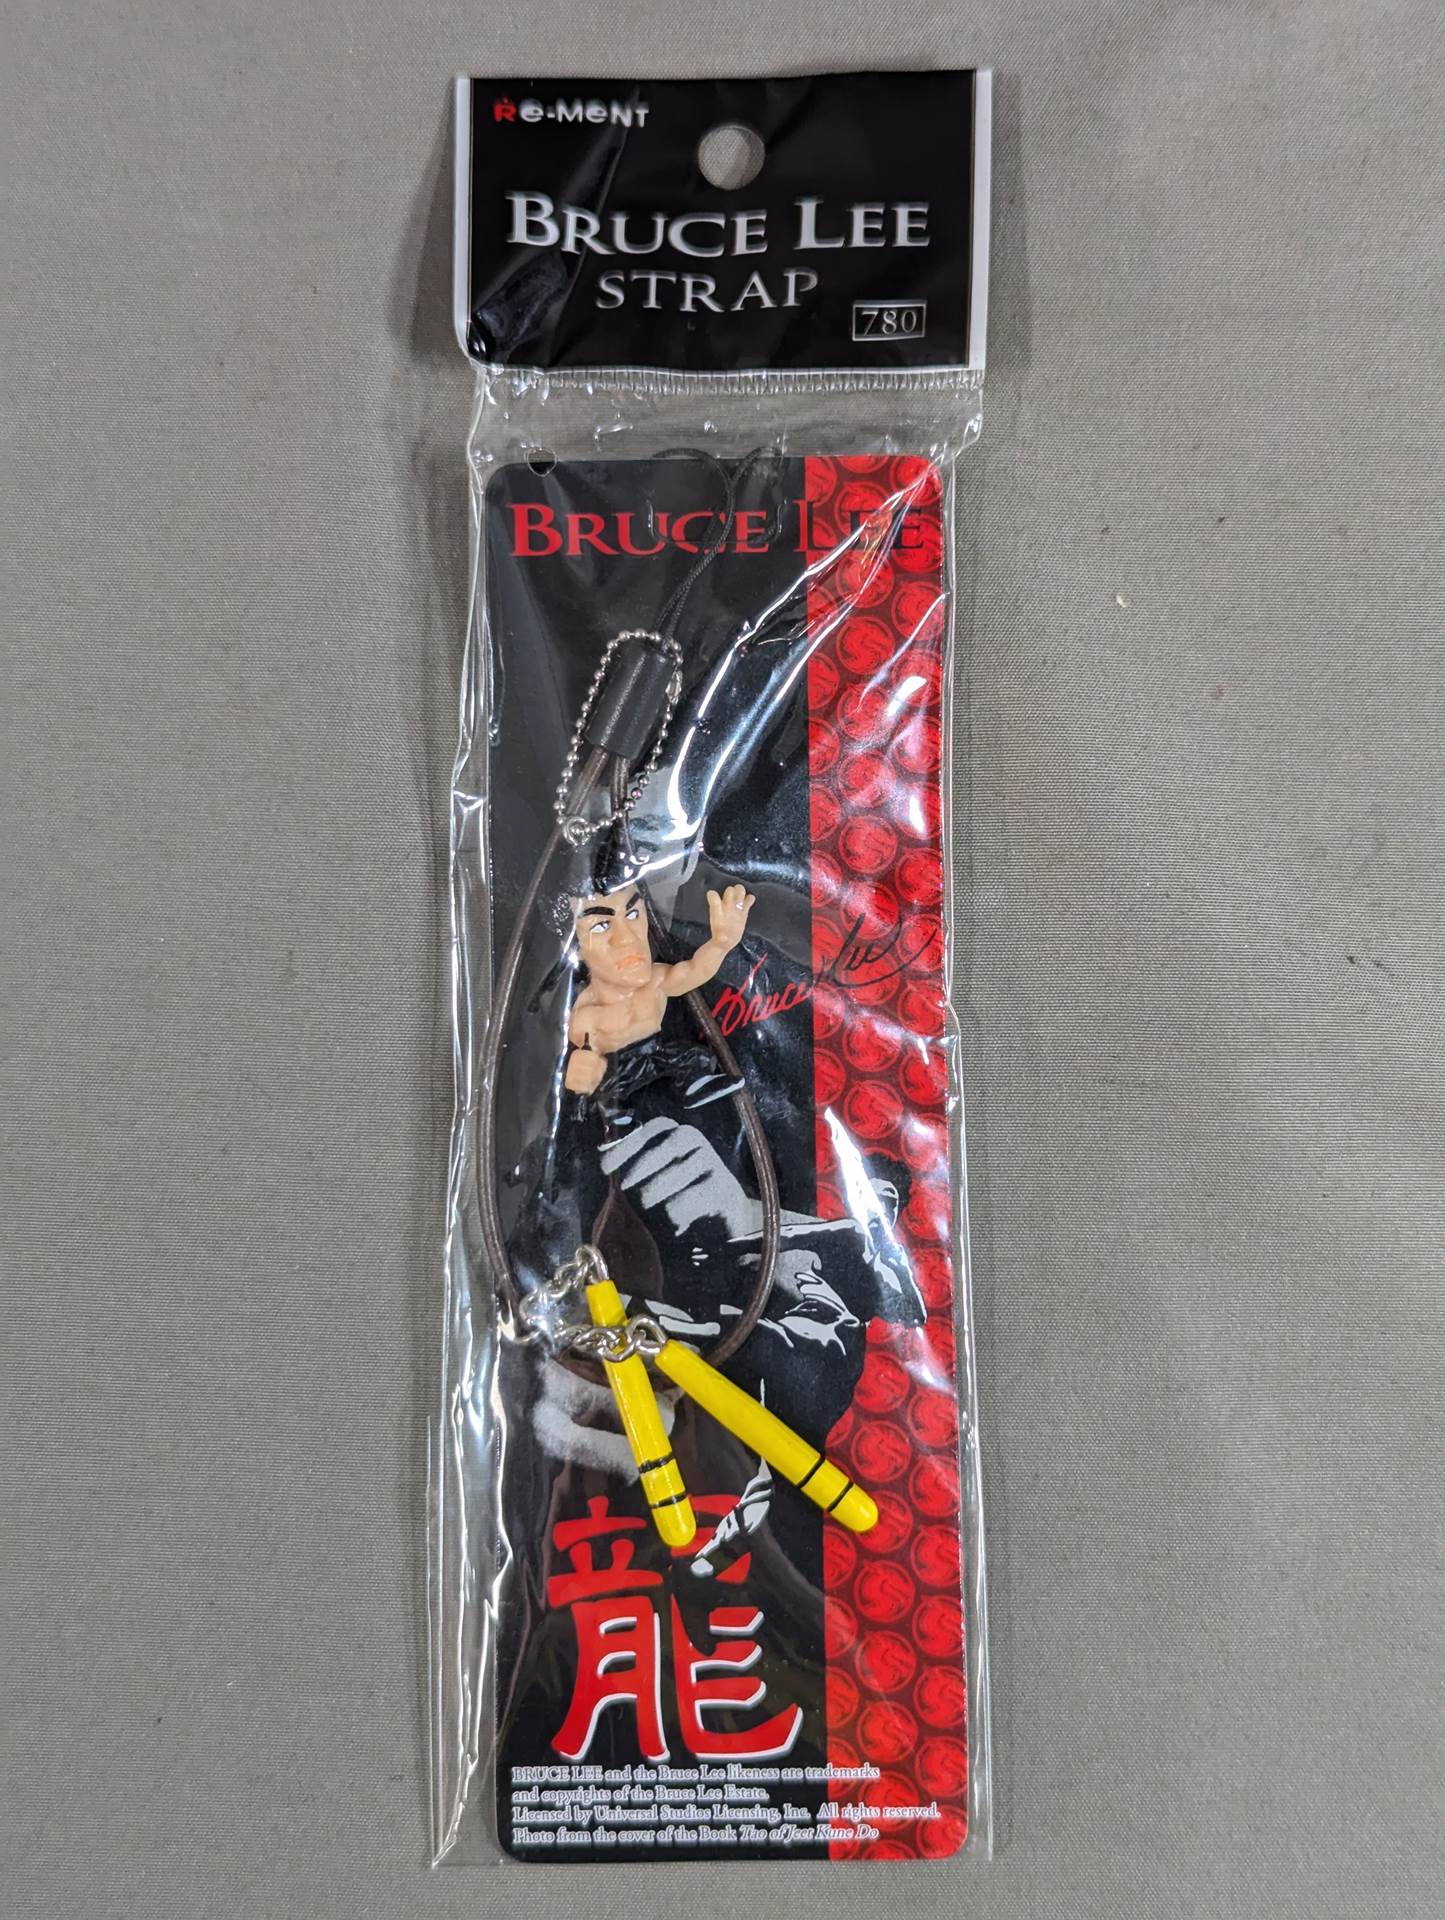 Re-MeNT
BRUCE LEE
STRAP
780
BRUCE LEE
Bruce Lee
龍
BRUCE LEE and the Bruce Lee likeness are trademarks
and copyrights of the Bruce Lee Estate.
Licensed by Universal Studios Licensing, Inc. All rights reserved.
Photo from the cover of the Book Tao of Jeet Kune Do